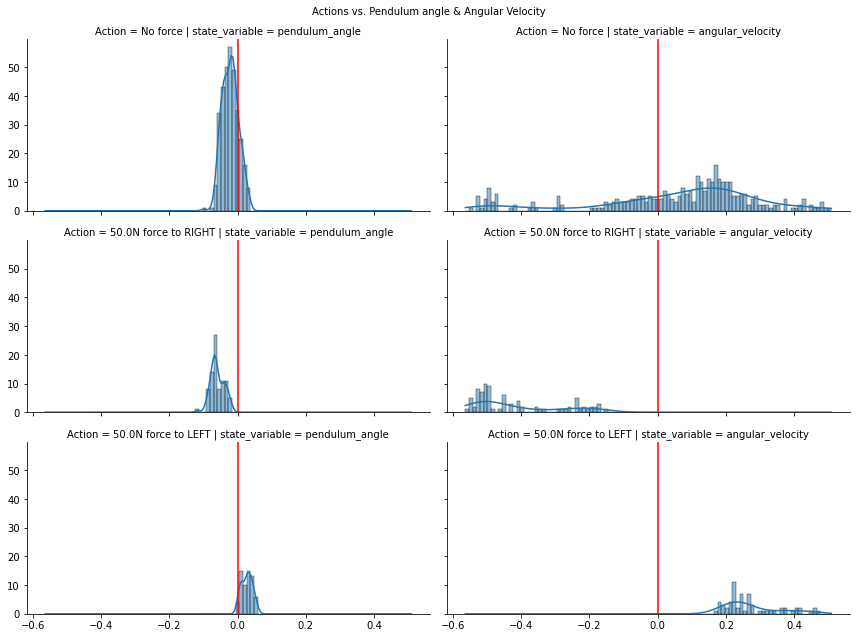 Actions vs. Pendulum angle & Angular Velocity
Action = No force | state_variable = pendulum_angle
Action = No force | state_variable = angular_velocity
50
40
30
20
10
0
Action = 50.0N force to RIGHT | state_variable = pendulum_angle
Action = 50.0N force to RIGHT | state_variable = angular_velocity
50
40
30
20
10
0
Action = 50.0N force to LEFT | state_variable = pendulum_angle
Action = 50.0N force to LEFT | state_variable = angular_velocity
50
40
30
20
10
0
−0.6 −0.4 −0.2 0.0 0.2 0.4
−0.6 −0.4 −0.2 0.0 0.2 0.4